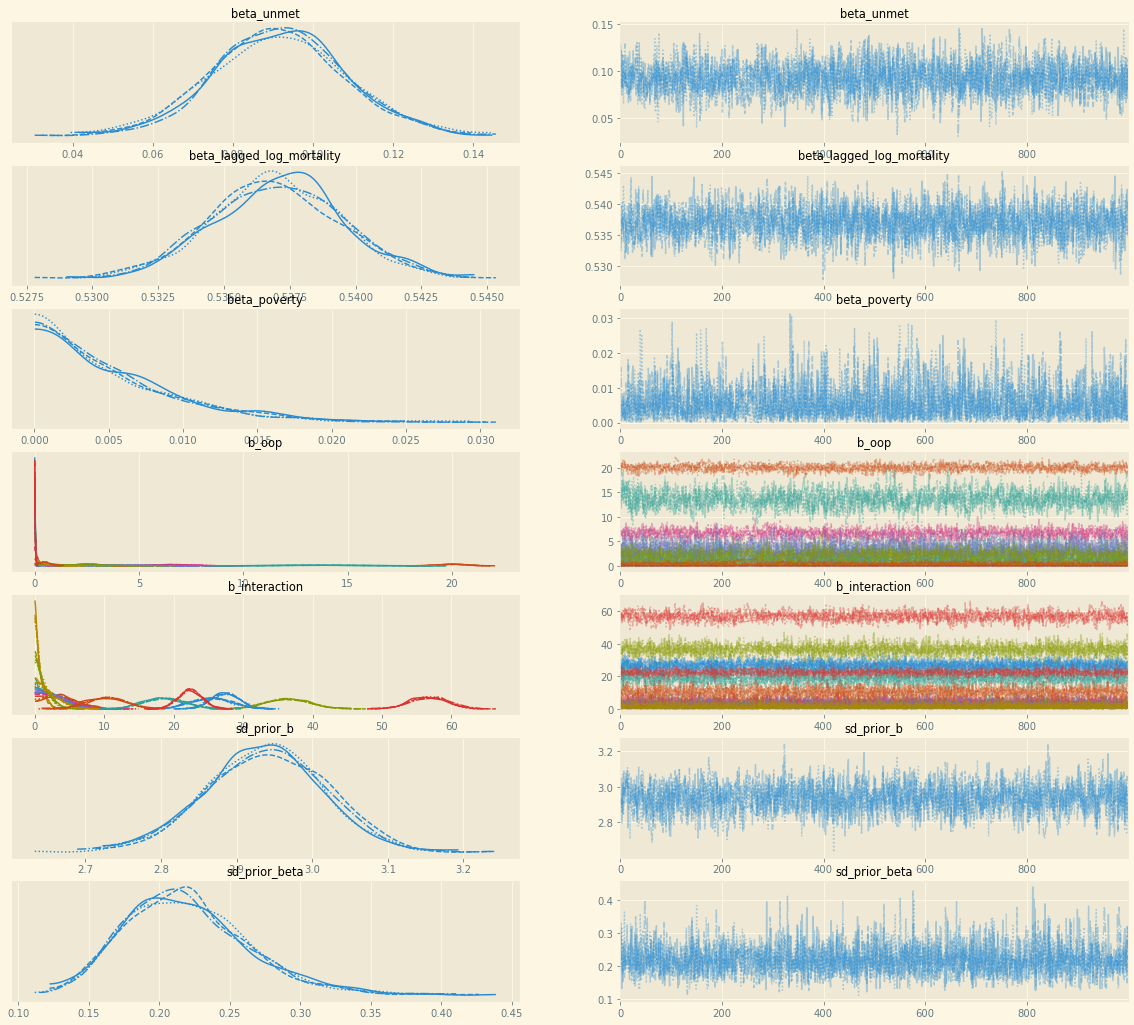 beta_unmet beta_unmet
0.15
0.10
0.05
0.04 0.06 0.08 0.10 0.12 0.14 0 200 400 600 800
beta_lagged_log_mortality beta_lagged_log_mortality
0.545
0.540
0.535
0.530
0.5275 0.5300 0.5325 0.5350 0.5375 0.5400 0.5425 0.5450 0 200 400 600 800
beta_poverty beta_poverty
0.03
0.02
0.01
0.00
0.000 0.005 0.010 0.015 0.020 0.025 0.030 0 200 400 600 800
b_oop b_oop
20
15
10
5
0
0 5 10 15 20 0 200 400 600 800
b_interaction b_interaction
60
40
20
0
0 10 20 30 40 50 60 0 200 400 600 800
sd_prior_b sd_prior_b
3.2
3.0
2.8
2.7 2.8 2.9 3.0 3.1 3.2 0 200 400 600 800
sd_prior_beta sd_prior_beta
0.4
0.3
0.2
0.1
0.10 0.15 0.20 0.25 0.30 0.35 0.40 0.45 0 200 400 600 800